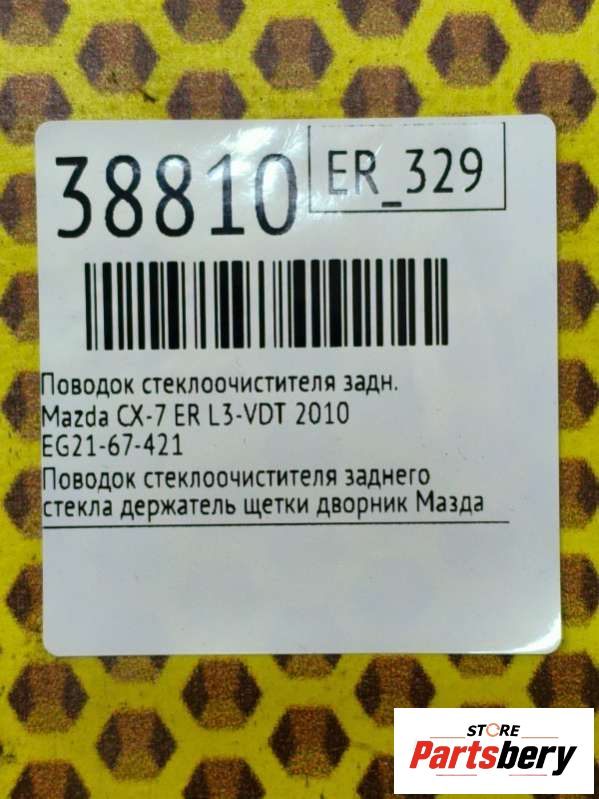 38810
ER_329
Поводок стеклоочистителя задн.
Mazda CX-7 ER L3-VDT 2010
EG21-67-421
Поводок стеклоочистителя заднего
стекла держатель щетки дворник Мазда
STORE
Partsbery